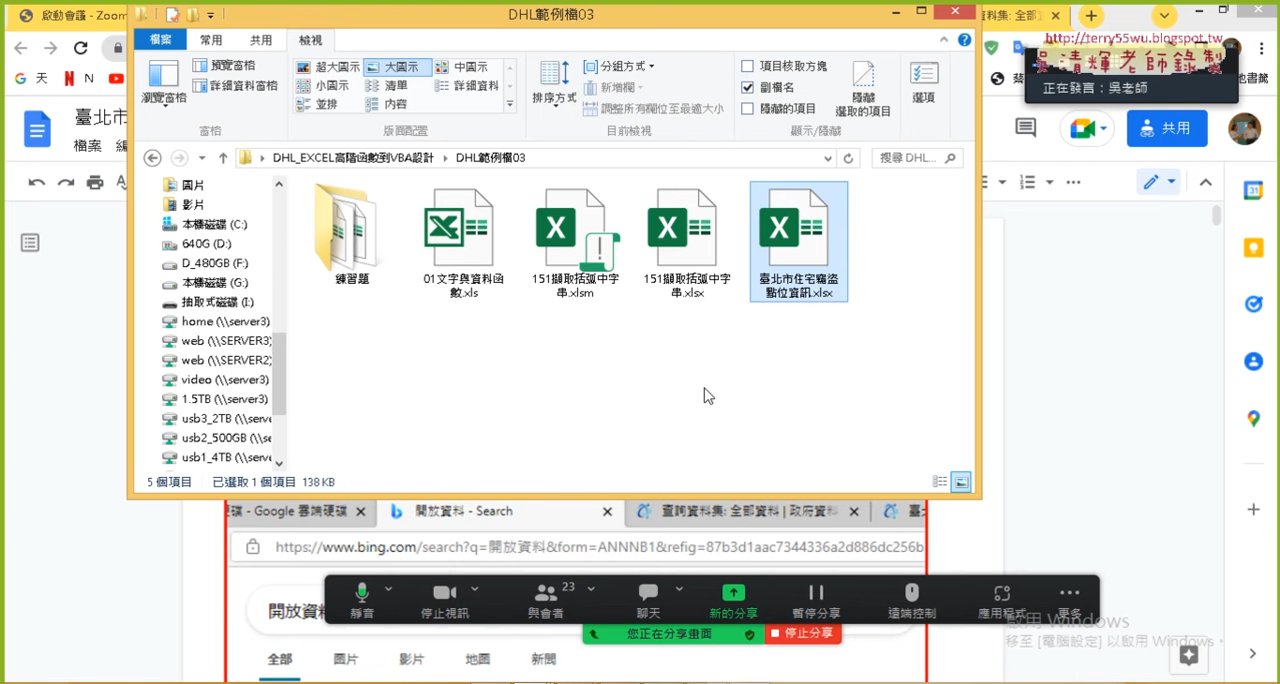 啟動會議 - Zoom
DHL範例檔03
料集: 全部資
http://terry55wu.blogspot.tw
吳清輝老師錄製
正在發言：吳老師
檔案 常用 共用 檢視
瀏覽窗格
預覽窗格
詳細資料窗格
窗格
超大圖示 大圖示 中圖示
小圖示 清單 詳細資料
並排 內容
版面配置
排序方式
分組方式
新增欄
調整所有欄位至最適大小
目前檢視
項目核取方塊
副檔名
隱藏的項目
隱藏
選取的項目
顯示/隱藏
選項
G 天 N
臺北市
檔案 編
共用
DHL_EXCEL高階函數到VBA設計 DHL範例檔03
搜尋 DHL...
圖片
影片
本機磁碟 (C:)
640G (D:)
D_480GB (F:)
本機磁碟 (G:)
抽取式磁碟 (I:)
home (\\server3)
web (\\SERVER3)
web (\\SERVER2)
video (\\server3)
1.5TB (\\server3)
usb3_2TB (\\serve
usb2_500GB (\\se
usb1_4TB (\\serve
練習題
01文字與資料函
數.xls
151擷取括弧中字
串.xlsm
151擷取括弧中字
串.xlsx
臺北市住宅竊盜
點位資訊.xlsx
5 個項目 已選取 1 個項目 138 KB
硬碟 - Google 雲端硬碟
開放資料 - Search
查詢資料集: 全部資料 | 政府資料
https://www.bing.com/search?q=開放資料&form=ANNNB1&refig=87b3d1aac7344336a2d886dc256b
開放資料
靜音 停止視訊 與會者 23 聊天 新的分享 暫停分享 遠端控制 應用程式 更多
您正在分享畫面 停止分享
啟用 Windows
移至 [電腦設定] 以啟用 Windows。
全部 圖片 影片 地圖 新聞